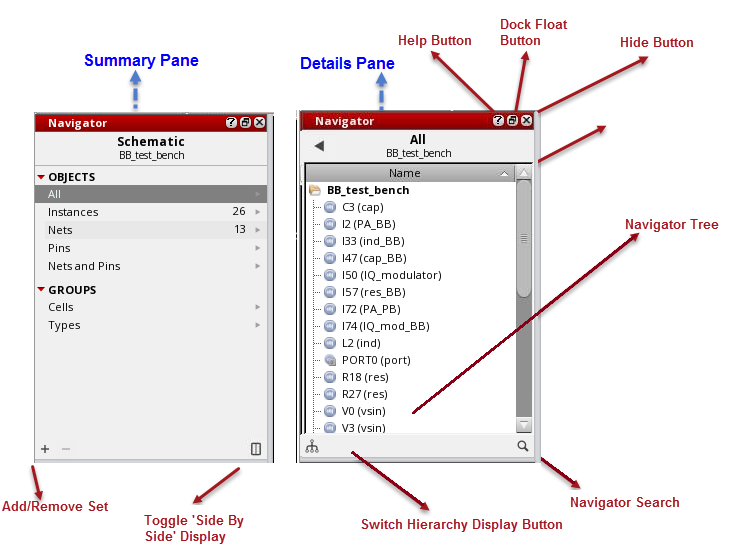 Help Button
Dock Float
Button
Hide Button
Summary Pane
Details Pane
Navigator
?
Schematic
BB_test_bench
OBJECTS
All
Instances 26
Nets 13
Pins
Nets and Pins
GROUPS
Cells
Types
+ −
Navigator
?
All
BB_test_bench
Name
BB_test_bench
C3 (cap)
I2 (PA_BB)
I33 (ind_BB)
I47 (cap_BB)
I50 (IQ_modulator)
I57 (res_BB)
I72 (PA_PB)
I74 (IQ_mod_BB)
L2 (ind)
PORT0 (port)
R18 (res)
R27 (res)
V0 (vsin)
V3 (vsin)
Navigator Tree
Add/Remove Set
Toggle 'Side By
Side' Display
Switch Hierarchy Display Button
Navigator Search